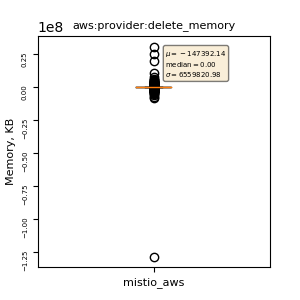 aws:provider:delete_memory
1e8
μ = −147392.14
median = 0.00
σ = 6559820.98
0.25
0.00
−0.25
−0.50
−0.75
−1.00
−1.25
Memory, KB
mistio_aws